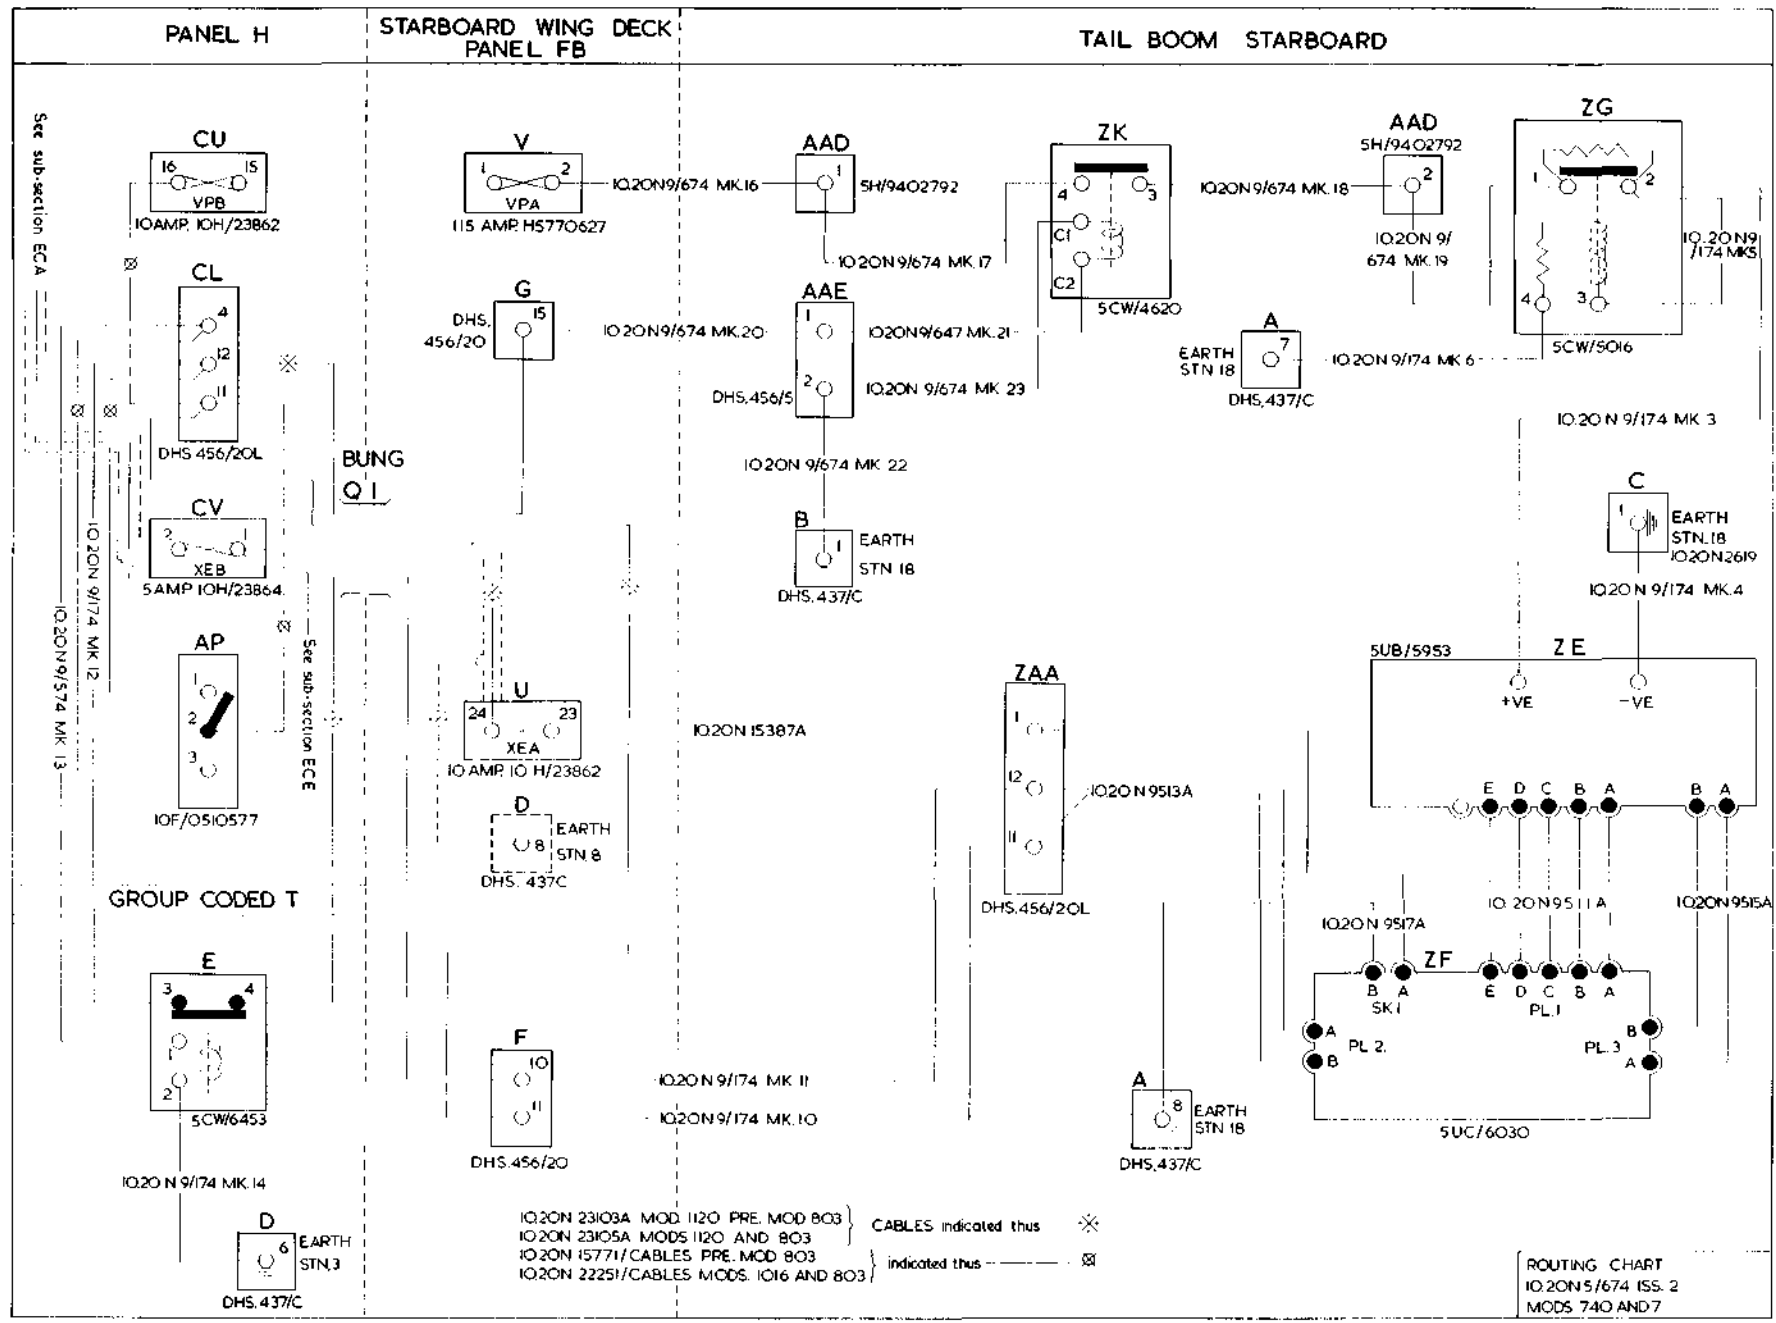 PANEL H
STARBOARD WING DECK
PANEL FB
TAIL BOOM STARBOARD
See sub-section ECA
CU
16 15
VPB
10AMP. 10H/23862
CL
4
12
11
DHS 456/20L
CV
2 1
XEB
5AMP 10H/23864.
10.20N 9/174 MK 12
10.20N9/574 MK 13
AP
1
2
3
10F/0510577
See sub-section ECE
GROUP CODED T
E
3 4
1
2
5CW/6453
10.20 N 9/174 MK.14
D
6
EARTH
STN.3
DHS. 437/C
BUNG
Q1
V
1 2
VPA
115 AMP. HS770627
G
15
DHS.
456/20
U
24 23
XEA
10 AMP. 10 H/23862
D
8
EARTH
STN.8
DHS. 437C
F
10
11
DHS.456/20
10.20N9/674 MK.16
AAD
1
5H/9402792
10.20N9/674 MK.17
10.20N9/674 MK.20
AAE
1
2
DHS.456/5
10.20N9/647 MK.21
10.20N 9/674 MK 23
10.20N 9/674 MK 22
B
1
EARTH
STN 18
DHS. 437/C
ZK
4 3
C1
C2
5CW/4620
10.20N9/674 MK.18
AAD
5H/9402792
2
10.20N 9/
674 MK.19
ZG
1 2
4 3
5CW/5016
10.20N9
/174 MK5
A
7
EARTH
STN 18
DHS.437/C
10.20N 9/174 MK 6
10.20 N 9/174 MK 3
C
1
EARTH
STN.18
10.20N2619
10.20 N 9/174 MK.4
10.20N 15387A
ZAA
1
12
11
DHS.456/20L
10.20 N 9513A
5UB/5953
ZE
+VE -VE
E D C B A B A
10.20N 9517A
10.20N9511A
10.20N9515A
ZF
B A E D C B A
SK1
PL.1
A
B
PL 2.
B
A
PL.3
5UC/6030
10.20 N 9/174 MK 11
10.20N9/174 MK.10
A
8
EARTH
STN 18
DHS.437/C
10.20N 23103A MOD. 1120 PRE. MOD 803
10.20N 23105A MODS 1120 AND 803
CABLES indicated thus
10.20N 15771/CABLES PRE. MOD 803
10.20N 22251/CABLES MODS. 1016 AND 803
indicated thus
ROUTING CHART
10.20N5/674 ISS. 2
MODS 740 AND 7